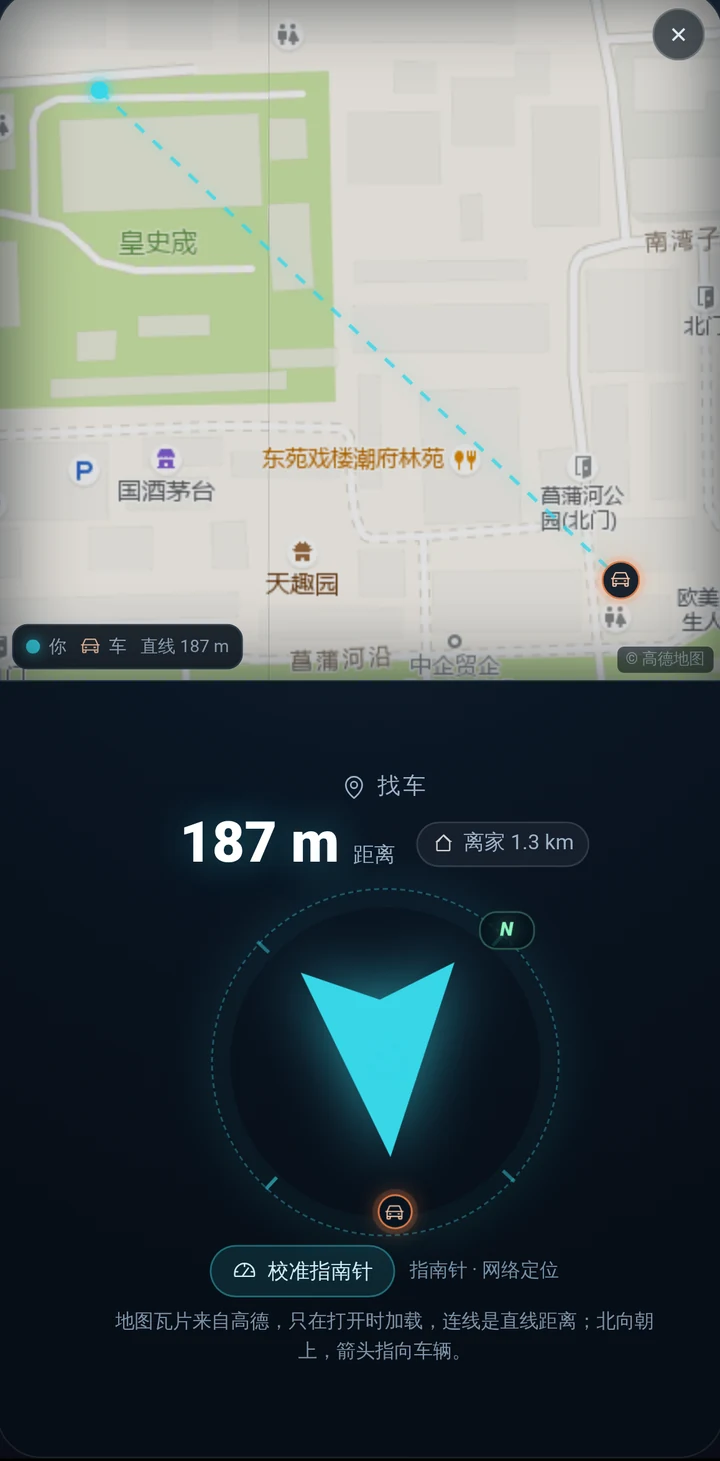 皇史宬
南湾子
北门
P
国酒茅台
东苑戏楼潮府林苑
菖蒲河公
园(北门)
天趣园
欧美
生人
菖蒲河沿
中企贸企
你 车 直线 187 m
© 高德地图
找车
187 m 距离 离家 1.3 km
N
校准指南针 指南针 · 网络定位
地图瓦片来自高德，只在打开时加载，连线是直线距离；北向朝
上，箭头指向车辆。